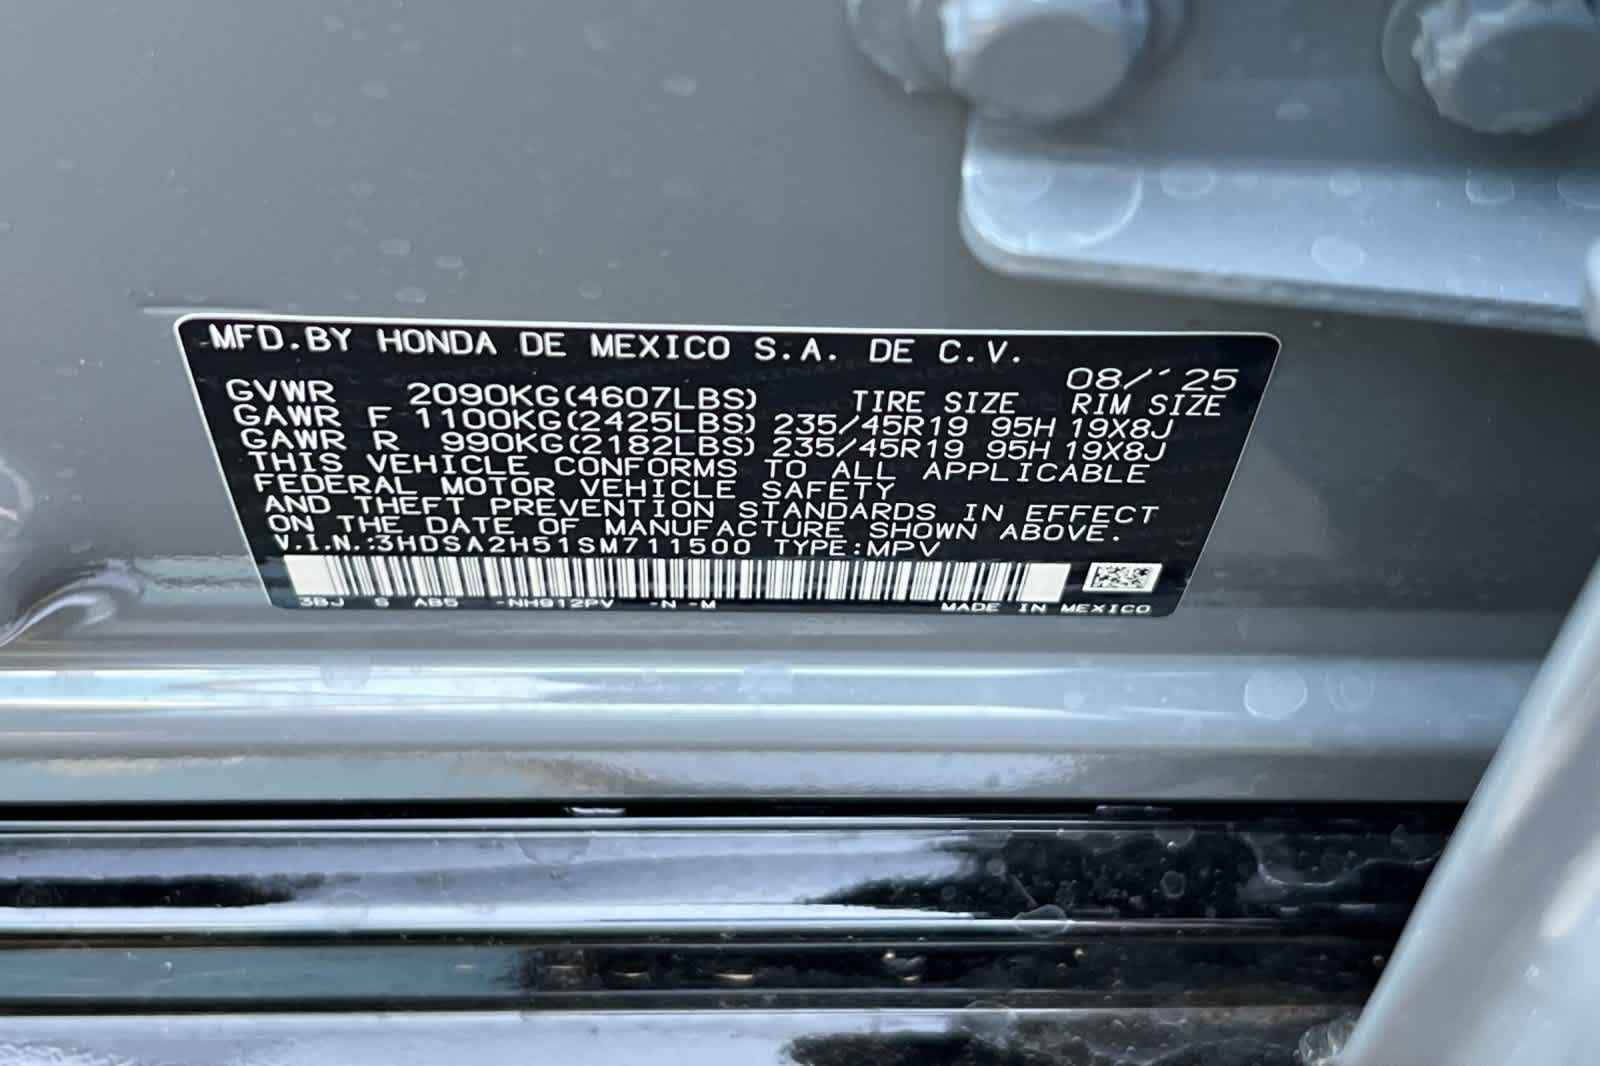 MFD.BY HONDA DE MEXICO S.A. DE C.V.
08/'25
GVWR 2090KG(4607LBS) TIRE SIZE RIM SIZE
GAWR F 1100KG(2425LBS) 235/45R19 95H 19X8J
GAWR R 990KG(2182LBS) 235/45R19 95H 19X8J
THIS VEHICLE CONFORMS TO ALL APPLICABLE
FEDERAL MOTOR VEHICLE SAFETY
AND THEFT PREVENTION STANDARDS IN EFFECT
ON THE DATE OF MANUFACTURE SHOWN ABOVE.
V.I.N.:3HDSA2H51SM711500 TYPE:MPV
3BJ S AB5 -NH912PV -N -M MADE IN MEXICO